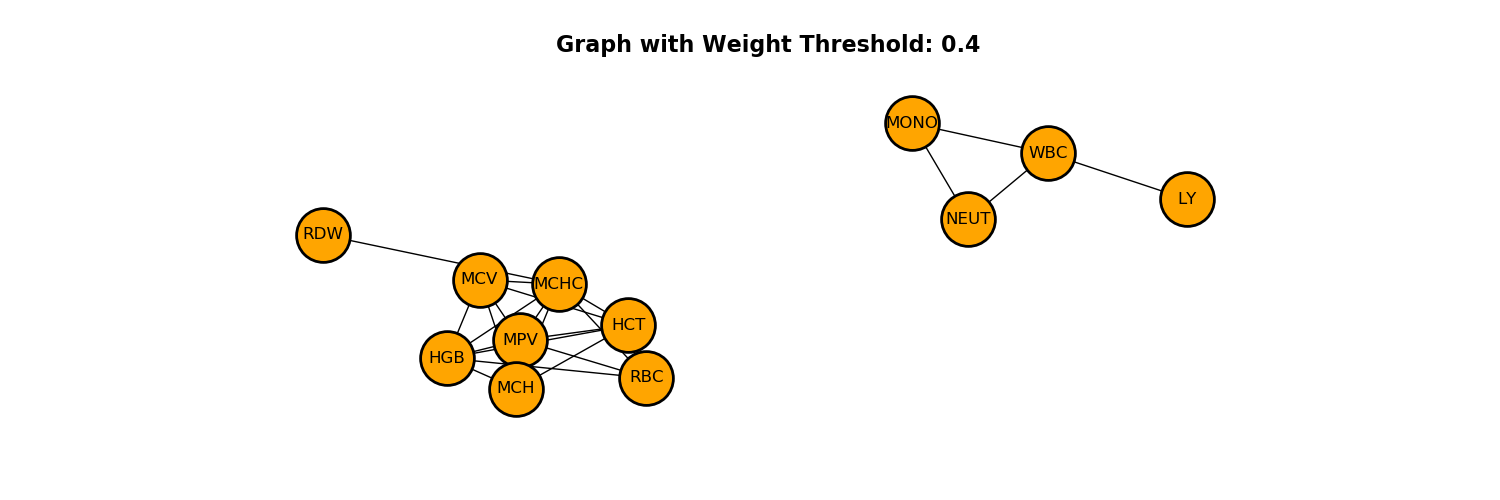 Graph with Weight Threshold: 0.4
MONO
WBC
LY
NEUT
RDW
MCV
MCHC
HCT
MPV
HGB
RBC
MCH